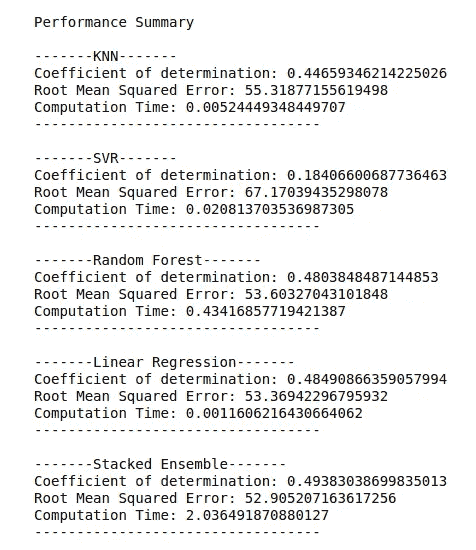 Performance Summary
-------KNN-------
Coefficient of determination: 0.44659346214225026
Root Mean Squared Error: 55.31877155619498
Computation Time: 0.00524449348449707
----------------------------------
-------SVR-------
Coefficient of determination: 0.18406600687736463
Root Mean Squared Error: 67.17039435298078
Computation Time: 0.020813703536987305
----------------------------------
-------Random Forest-------
Coefficient of determination: 0.4803848487144853
Root Mean Squared Error: 53.60327043101848
Computation Time: 0.43416857719421387
----------------------------------
-------Linear Regression-------
Coefficient of determination: 0.48490866359057994
Root Mean Squared Error: 53.36942296795932
Computation Time: 0.0011606216430664062
----------------------------------
-------Stacked Ensemble-------
Coefficient of determination: 0.49383038699835013
Root Mean Squared Error: 52.905207163617256
Computation Time: 2.036491870880127
----------------------------------